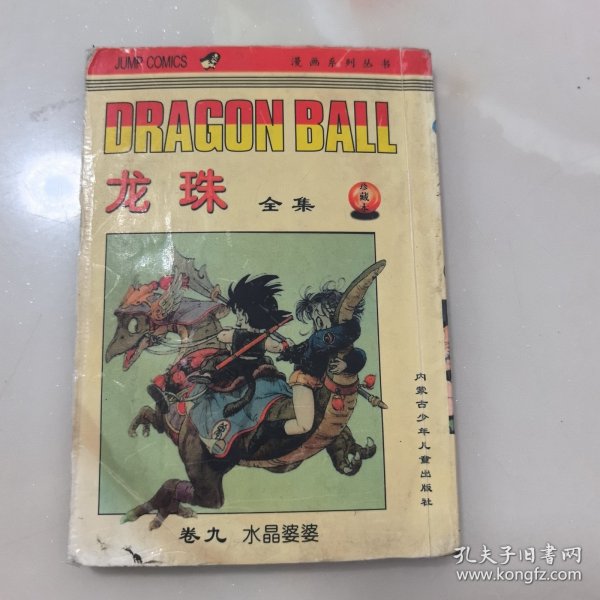 JUMP COMICS
漫画系列丛书
DRAGON BALL
龙珠 全集
珍藏本
内蒙古少年儿童出版社
卷九 水晶婆婆
孔夫子旧书网
www.kongfz.com